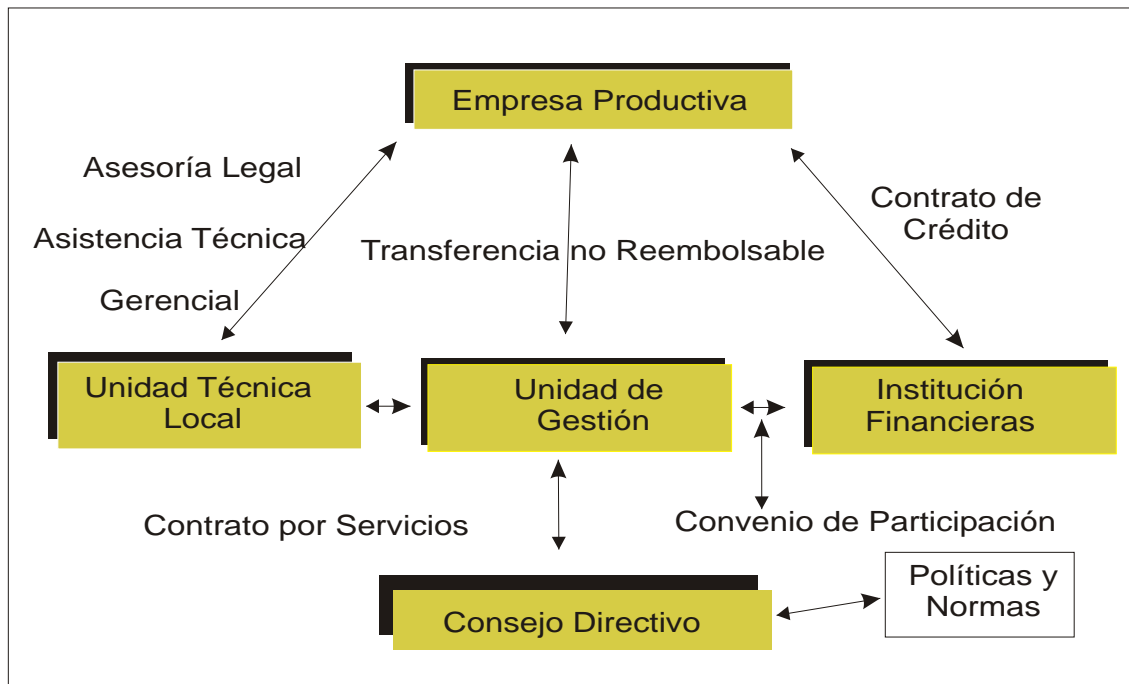 Empresa Productiva
Asesoría Legal
Contrato de
Crédito
Asistencia Técnica
Transferencia no Reembolsable
Gerencial
Unidad Técnica
Local
Unidad de
Gestión
Institución
Financieras
Contrato por Servicios
Convenio de Participación
Políticas y
Normas
Consejo Directivo